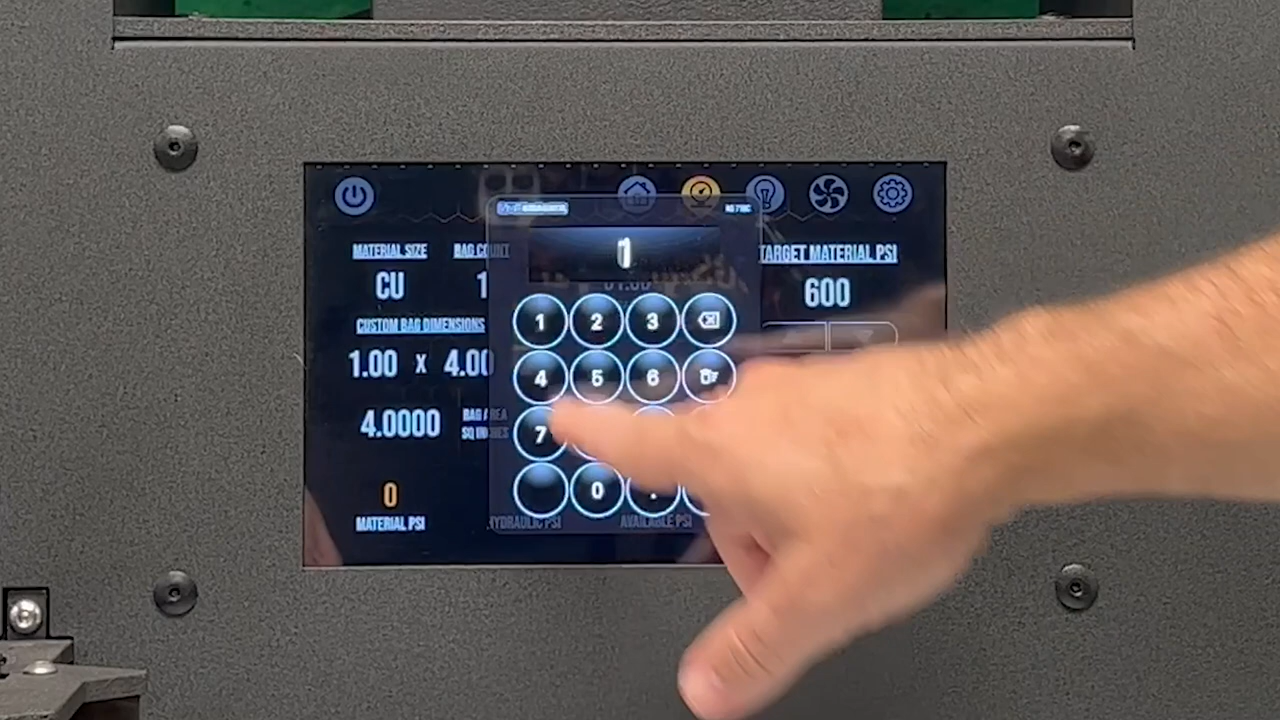 MATERIAL SIZE
BAG COUNT
TARGET MATERIAL PSI
1
CU
1
600
CUSTOM BAG DIMENSIONS
1.00 X 4.00
4.0000
BAG AREA
SQ INCHES
0
MATERIAL PSI
HYDRAULIC PSI
AVAILABLE PSI
1 2 3
4 5 6
7
0 .